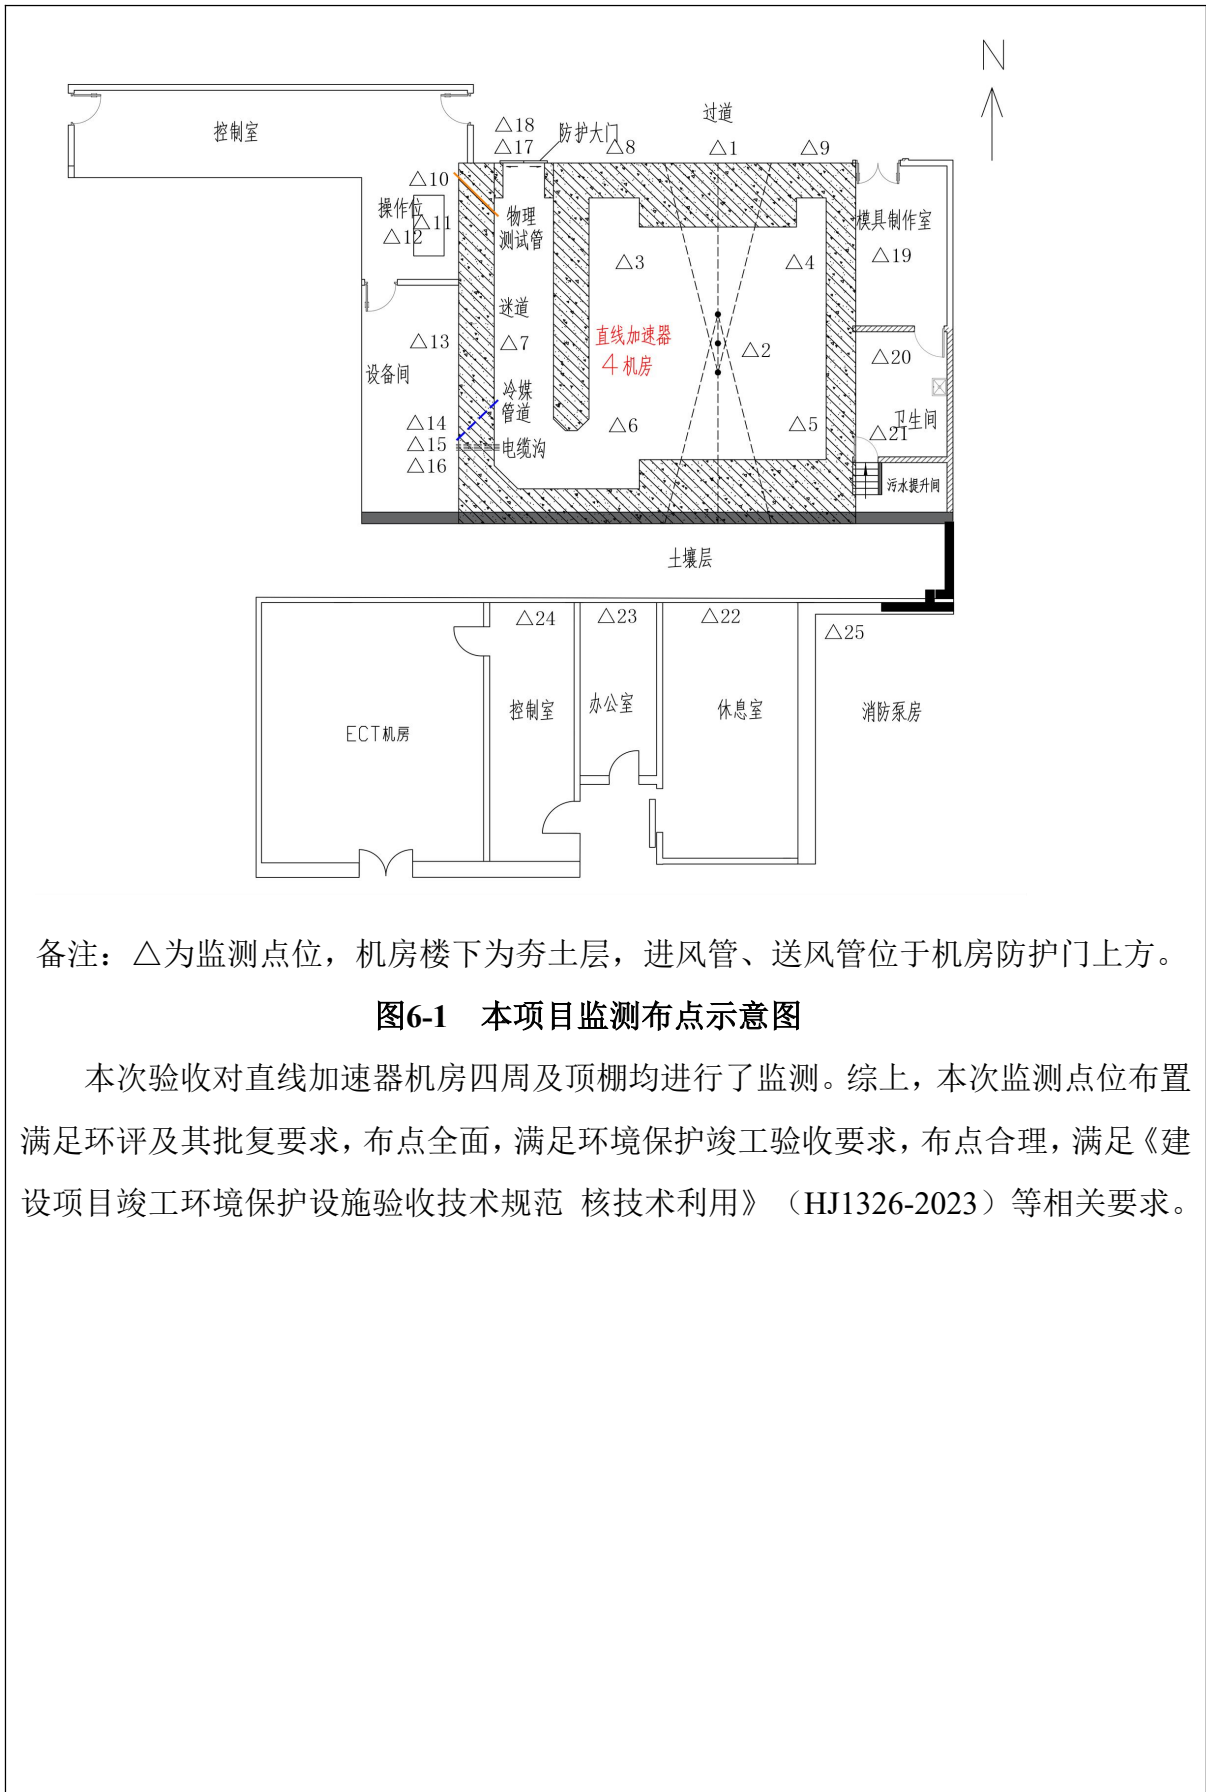 N
过道
控制室
△18
△17
防护大门
△8
△1
△9
△10
操作位
△11
△12
物理
测试管
模具制作室
△19
△3
△4
迷道
△7
△13
直线加速器
4机房
△2
△20
设备间
冷媒
管道
△14
△15
△16
电缆沟
△6
△5
卫生间
△21
污水提升间
土壤层
△24
△23
△22
△25
ECT机房
控制室
办公室
休息室
消防泵房
备注：△为监测点位，机房楼下为夯土层，进风管、送风管位于机房防护门上方。
图6-1 本项目监测布点示意图
本次验收对直线加速器机房四周及顶棚均进行了监测。综上，本次监测点位布置
满足环评及其批复要求，布点全面，满足环境保护竣工验收要求，布点合理，满足《建
设项目竣工环境保护设施验收技术规范 核技术利用》（HJ1326-2023）等相关要求。